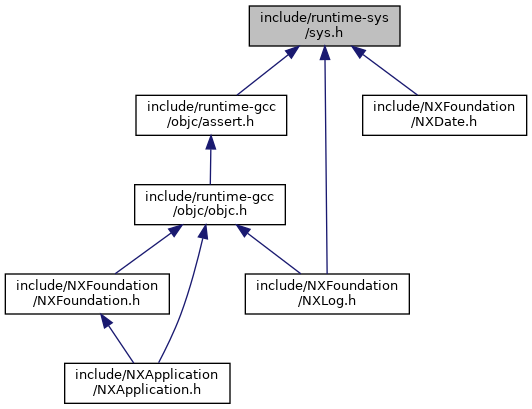 include/runtime-sys
/sys.h
include/runtime-gcc
/objc/assert.h
include/NXFoundation
/NXDate.h
include/runtime-gcc
/objc/objc.h
include/NXFoundation
/NXFoundation.h
include/NXFoundation
/NXLog.h
include/NXApplication
/NXApplication.h